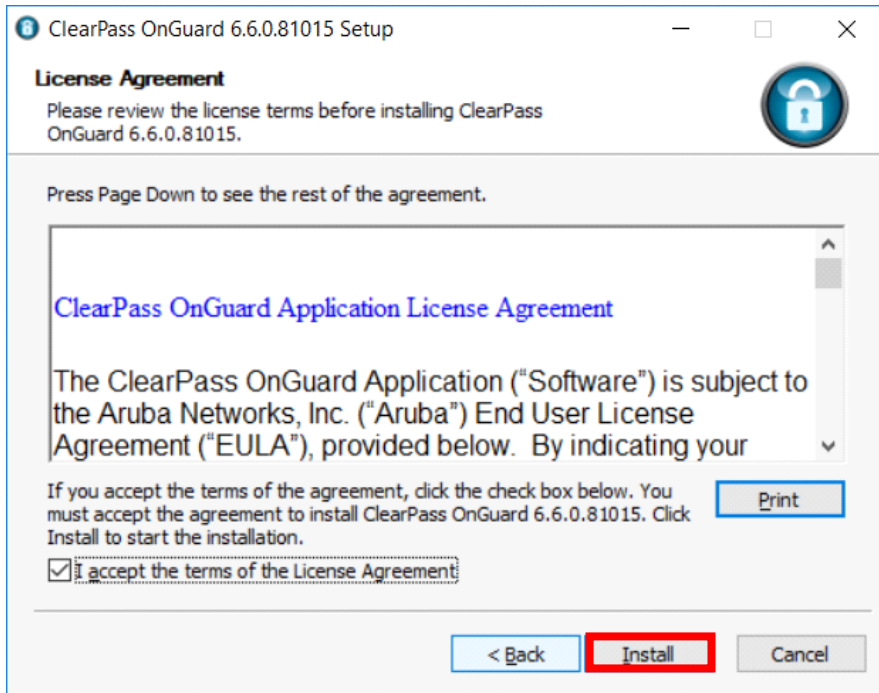 ClearPass OnGuard 6.6.0.81015 Setup
License Agreement
Please review the license terms before installing ClearPass
OnGuard 6.6.0.81015.
Press Page Down to see the rest of the agreement.
ClearPass OnGuard Application License Agreement
The ClearPass OnGuard Application (“Software”) is subject to
the Aruba Networks, Inc. (“Aruba”) End User License
Agreement (“EULA”), provided below.  By indicating your
If you accept the terms of the agreement, click the check box below. You
must accept the agreement to install ClearPass OnGuard 6.6.0.81015. Click
Install to start the installation.
Print
I accept the terms of the License Agreement
< Back
Install
Cancel